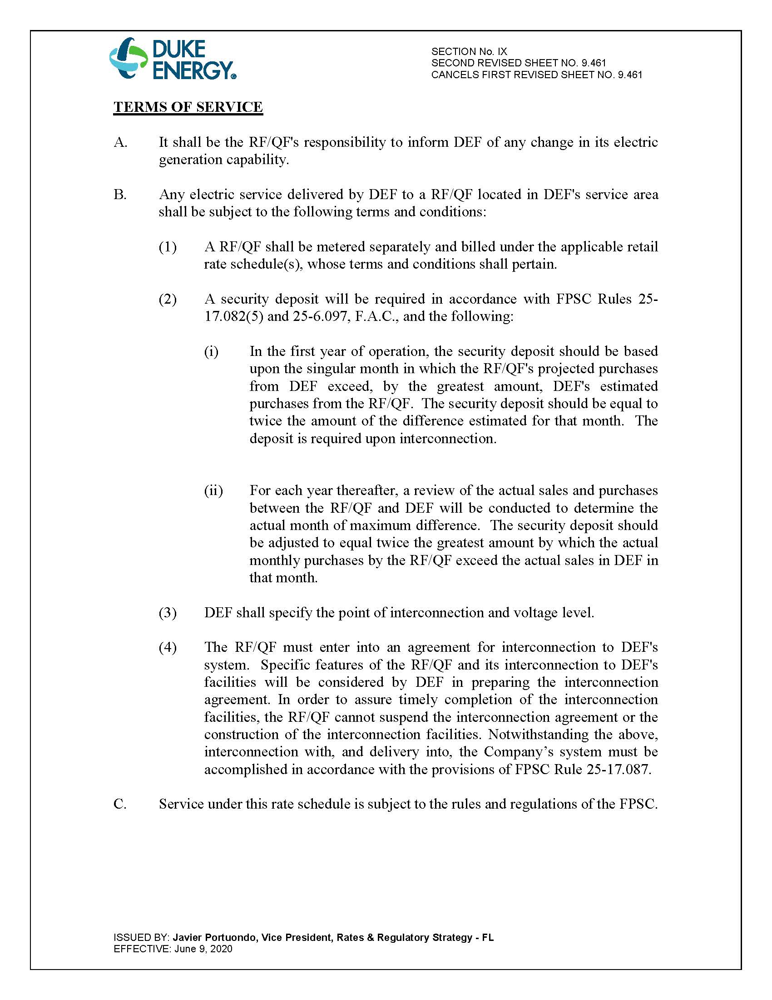 DUKE
ENERGY®
SECTION No. IX
SECOND REVISED SHEET NO. 9.461
CANCELS FIRST REVISED SHEET NO. 9.461
TERMS OF SERVICE
A. It shall be the RF/QF's responsibility to inform DEF of any change in its electric
generation capability.
B. Any electric service delivered by DEF to a RF/QF located in DEF's service area
shall be subject to the following terms and conditions:
(1) A RF/QF shall be metered separately and billed under the applicable retail
rate schedule(s), whose terms and conditions shall pertain.
(2) A security deposit will be required in accordance with FPSC Rules 25-
17.082(5) and 25-6.097, F.A.C., and the following:
(i) In the first year of operation, the security deposit should be based
upon the singular month in which the RF/QF's projected purchases
from DEF exceed, by the greatest amount, DEF's estimated
purchases from the RF/QF. The security deposit should be equal to
twice the amount of the difference estimated for that month. The
deposit is required upon interconnection.
(ii) For each year thereafter, a review of the actual sales and purchases
between the RF/QF and DEF will be conducted to determine the
actual month of maximum difference. The security deposit should
be adjusted to equal twice the greatest amount by which the actual
monthly purchases by the RF/QF exceed the actual sales in DEF in
that month.
(3) DEF shall specify the point of interconnection and voltage level.
(4) The RF/QF must enter into an agreement for interconnection to DEF's
system. Specific features of the RF/QF and its interconnection to DEF's
facilities will be considered by DEF in preparing the interconnection
agreement. In order to assure timely completion of the interconnection
facilities, the RF/QF cannot suspend the interconnection agreement or the
construction of the interconnection facilities. Notwithstanding the above,
interconnection with, and delivery into, the Company’s system must be
accomplished in accordance with the provisions of FPSC Rule 25-17.087.
C. Service under this rate schedule is subject to the rules and regulations of the FPSC.
ISSUED BY: Javier Portuondo, Vice President, Rates & Regulatory Strategy - FL
EFFECTIVE: June 9, 2020